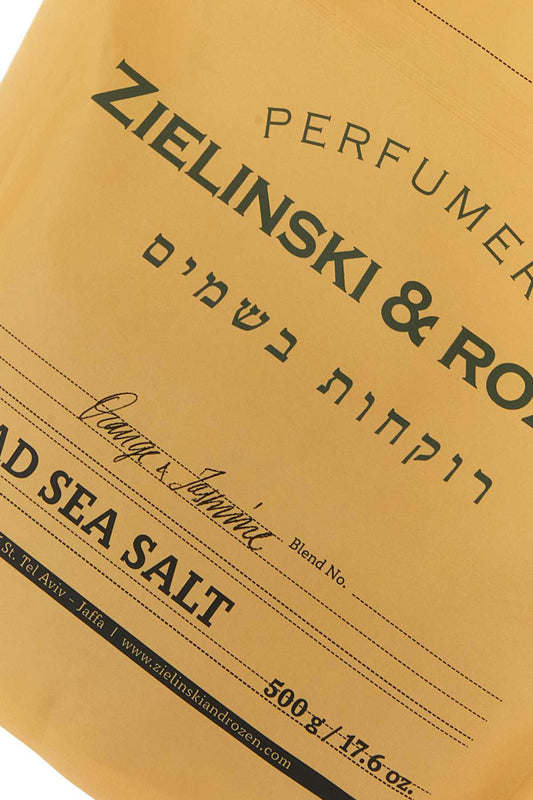 PERFUMER
ZIELINSKI & ROZ
רוקחות בשמים
Orange & Jasmine Blend No.
AD SEA SALT
500 g / 17.6 oz.
St. Tel Aviv - Jaffa | www.zielinskiandrozen.com